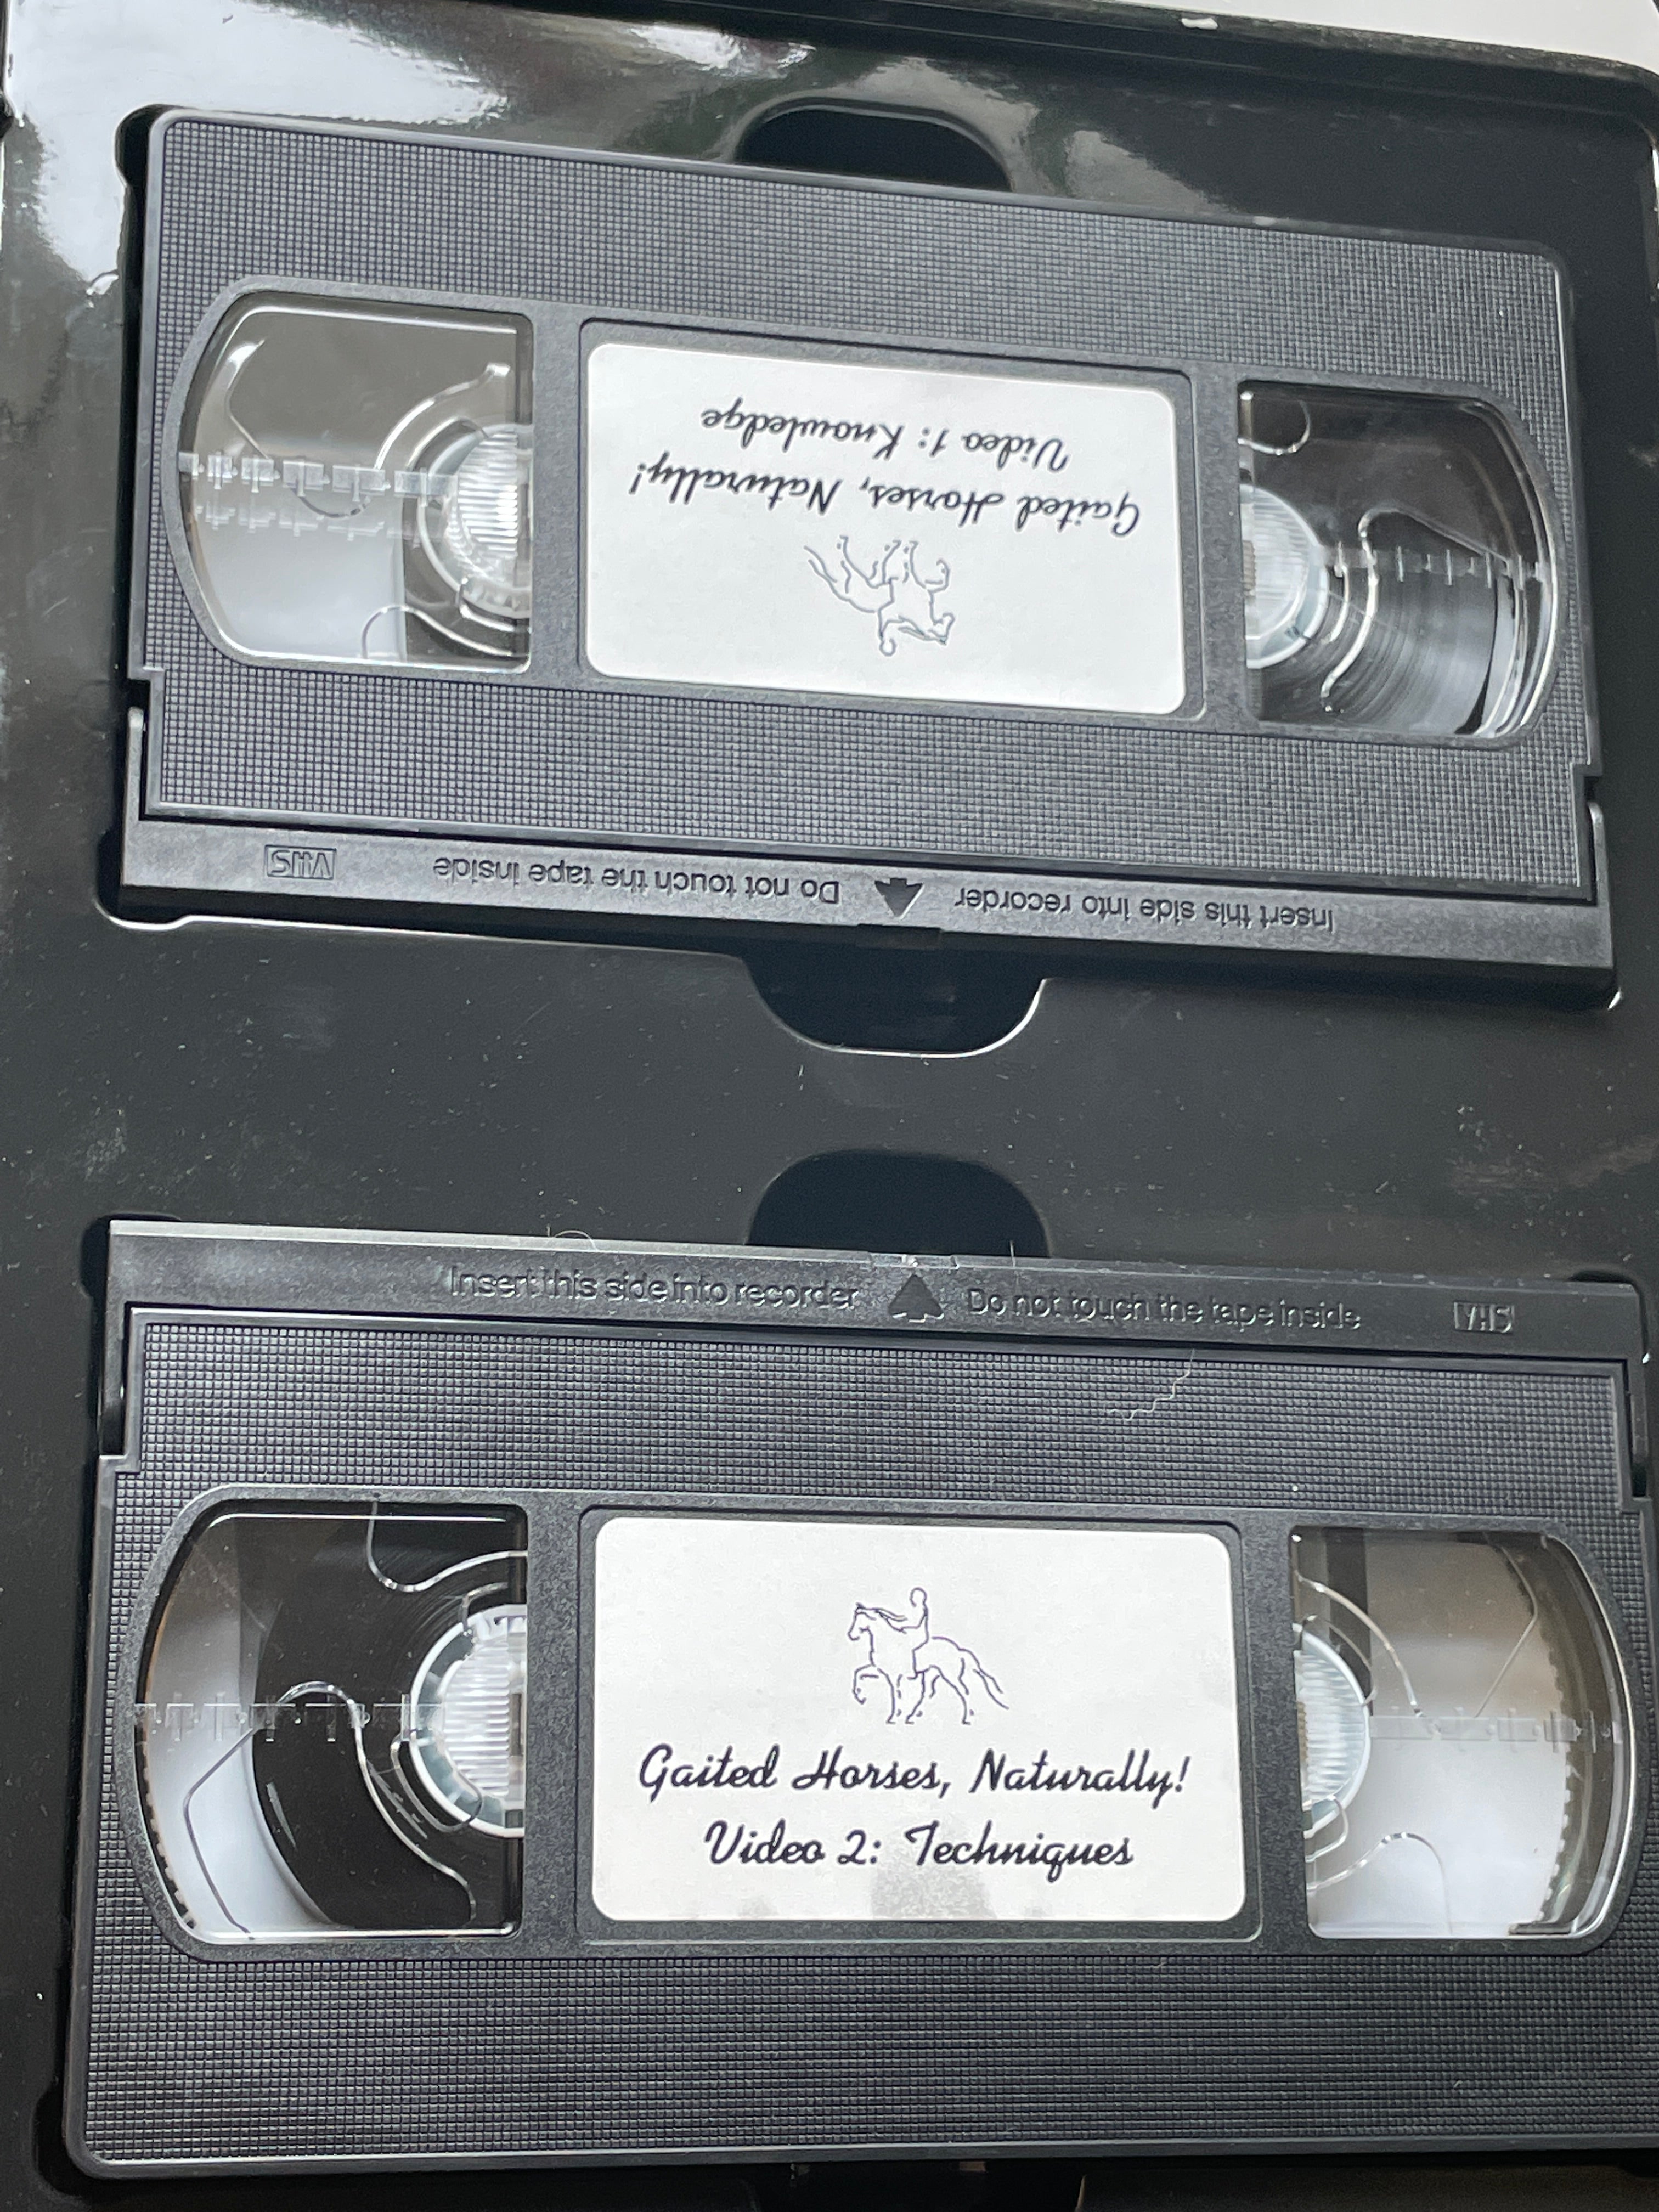 Gaited Horses, Naturally!
Video 1: Knowledge
Insert this side into recorder Do not touch the tape inside VHS
Insert this side into recorder Do not touch the tape inside VHS
Gaited Horses, Naturally!
Video 2: Techniques